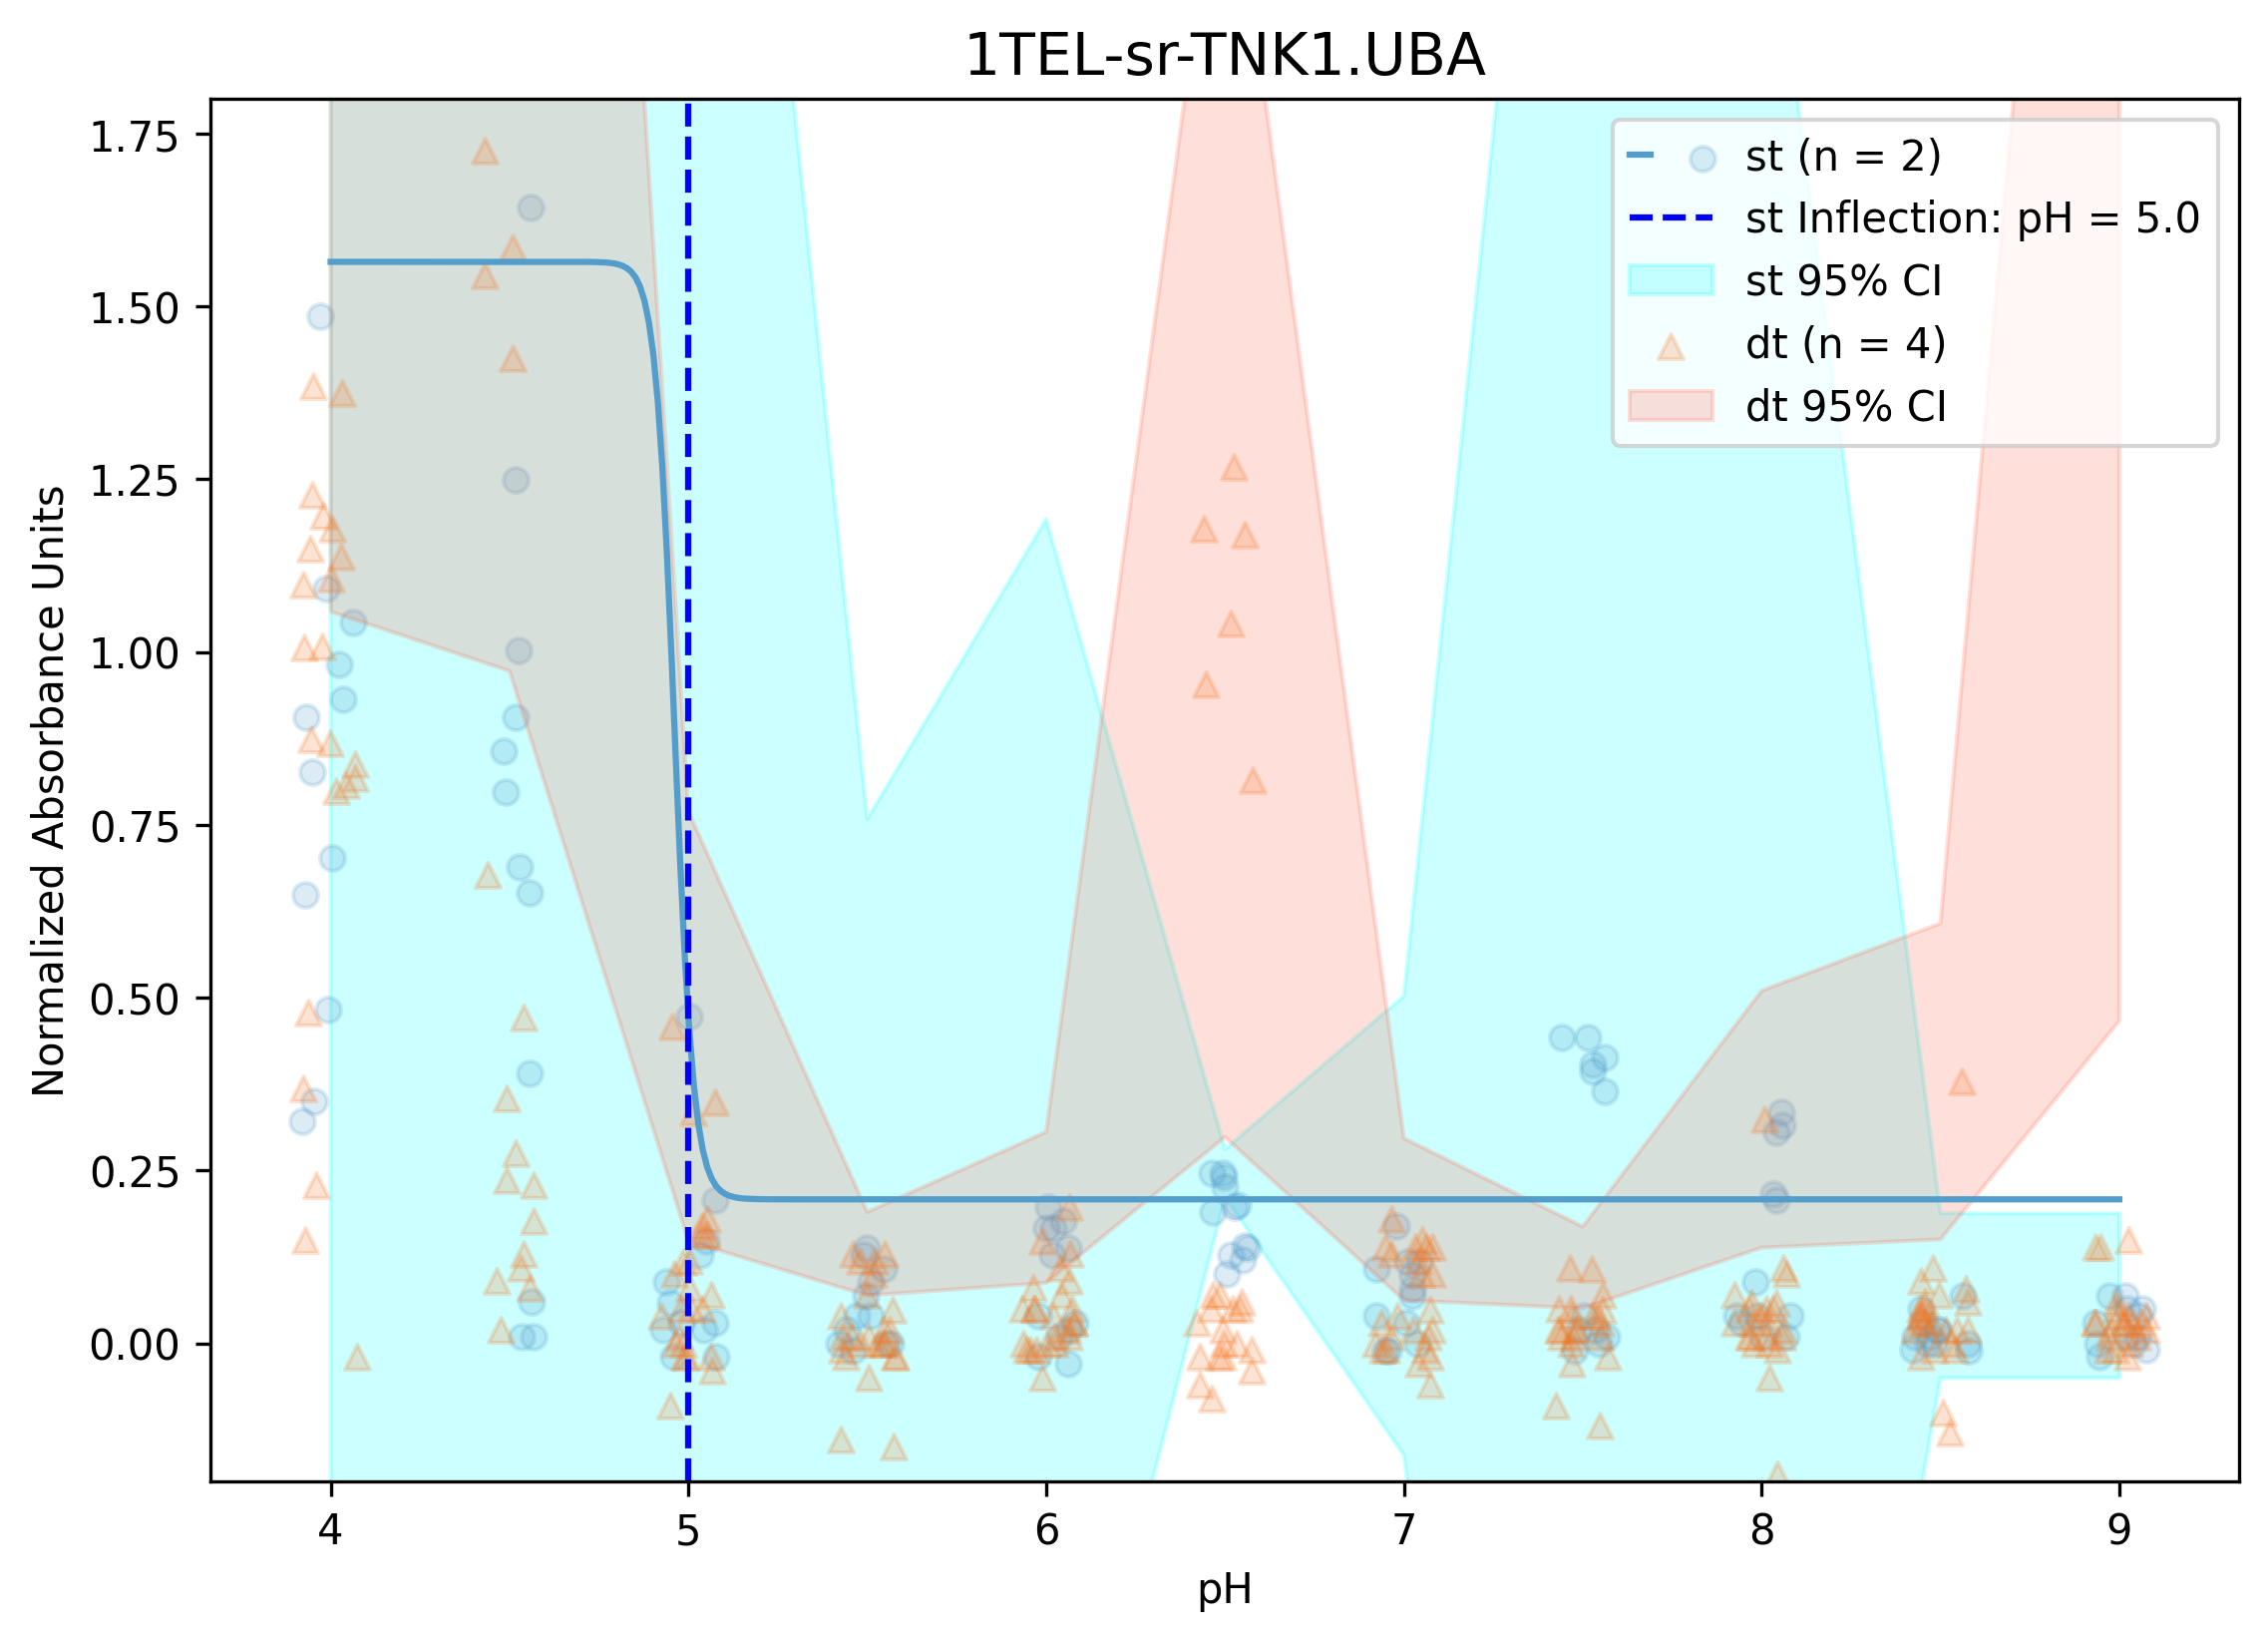 1TEL-sr-TNK1.UBA
Normalized Absorbance Units
1.75
1.50
1.25
1.00
0.75
0.50
0.25
0.00
st (n = 2)
st Inflection: pH = 5.0
st 95% CI
dt (n = 4)
dt 95% CI
4 5 6 7 8 9
pH